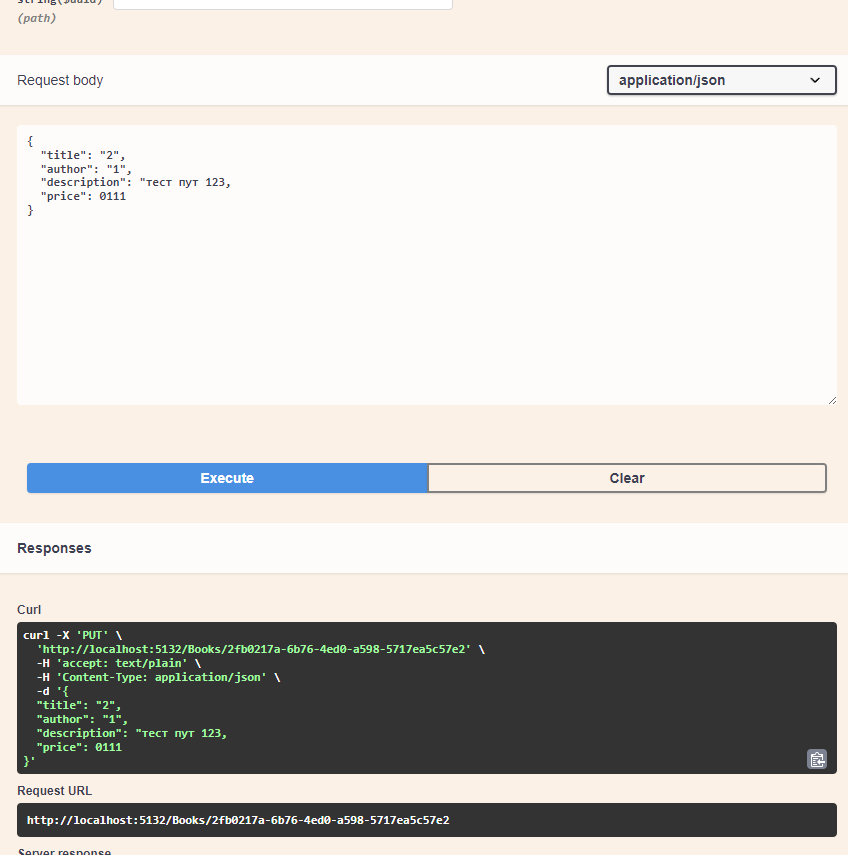 string($uuid)
(path)
Request body
application/json
{
"title": "2",
"author": "1",
"description": "тест пут 123,
"price": 0111
}
Execute
Clear
Responses
Curl
curl -X 'PUT' \
'http://localhost:5132/Books/2fb0217a-6b76-4ed0-a598-5717ea5c57e2' \
-H 'accept: text/plain' \
-H 'Content-Type: application/json' \
-d '{
"title": "2",
"author": "1",
"description": "тест пут 123,
"price": 0111
}'
Request URL
http://localhost:5132/Books/2fb0217a-6b76-4ed0-a598-5717ea5c57e2
Server response